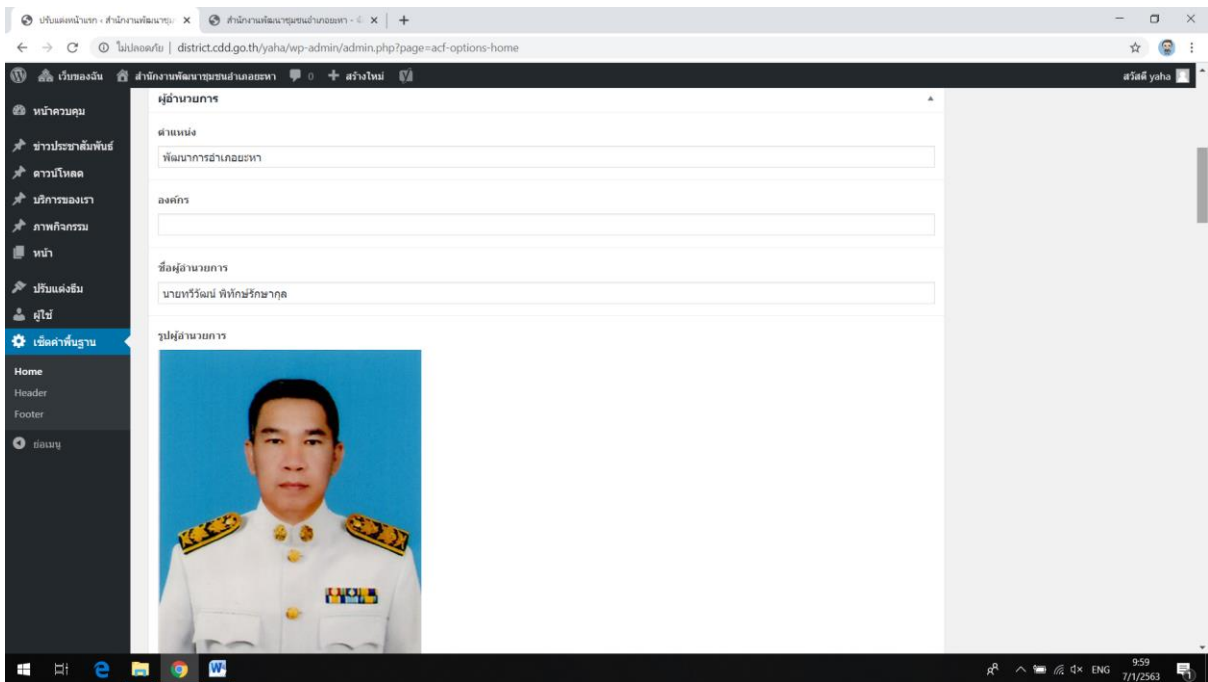 ปรับแต่งหน้าแรก ‹ สำนักงานพัฒนาชุม
สำนักงานพัฒนาชุมชนอำเภอยะหา -
ไม่ปลอดภัย | district.cdd.go.th/yaha/wp-admin/admin.php?page=acf-options-home
เว็บของฉัน สำนักงานพัฒนาชุมชนอำเภอยะหา 0 + สร้างใหม่ สวัสดี yaha
หน้าควบคุม
ข่าวประชาสัมพันธ์
ดาวน์โหลด
บริการของเรา
ภาพกิจกรรม
หน้า
ปรับแต่งธีม
ผู้ใช้
เซ็ตค่าพื้นฐาน
Home
Header
Footer
ย่อเมนู
ผู้อำนวยการ
ตำแหน่ง
พัฒนาการอำเภอยะหา
องค์กร
ชื่อผู้อำนวยการ
นายทวีวัฒน์ พิทักษ์รักษากุล
รูปผู้อำนวยการ
ENG
9:59
7/1/2563